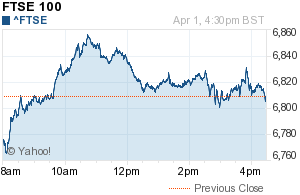 FTSE 100
^FTSE
Apr 1, 4:30pm BST
6,860
6,840
6,820
6,800
6,780
6,760
© Yahoo!
8am 10am 12pm 2pm 4pm
Previous Close